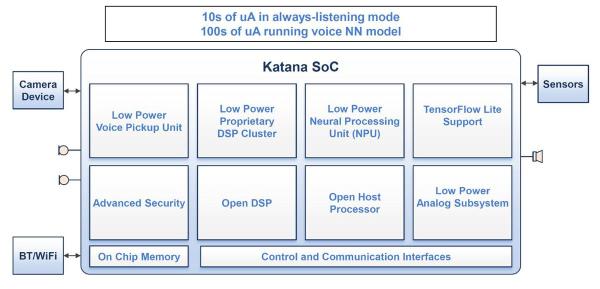 10s of uA in always-listening mode
100s of uA running voice NN model
Katana SoC
Camera
Device
Sensors
Low Power
Voice Pickup Unit
Low Power
Proprietary
DSP Cluster
Low Power
Neural Processing
Unit (NPU)
TensorFlow Lite
Support
Advanced Security
Open DSP
Open Host
Processor
Low Power
Analog Subsystem
BT/WiFi
On Chip Memory
Control and Communication Interfaces